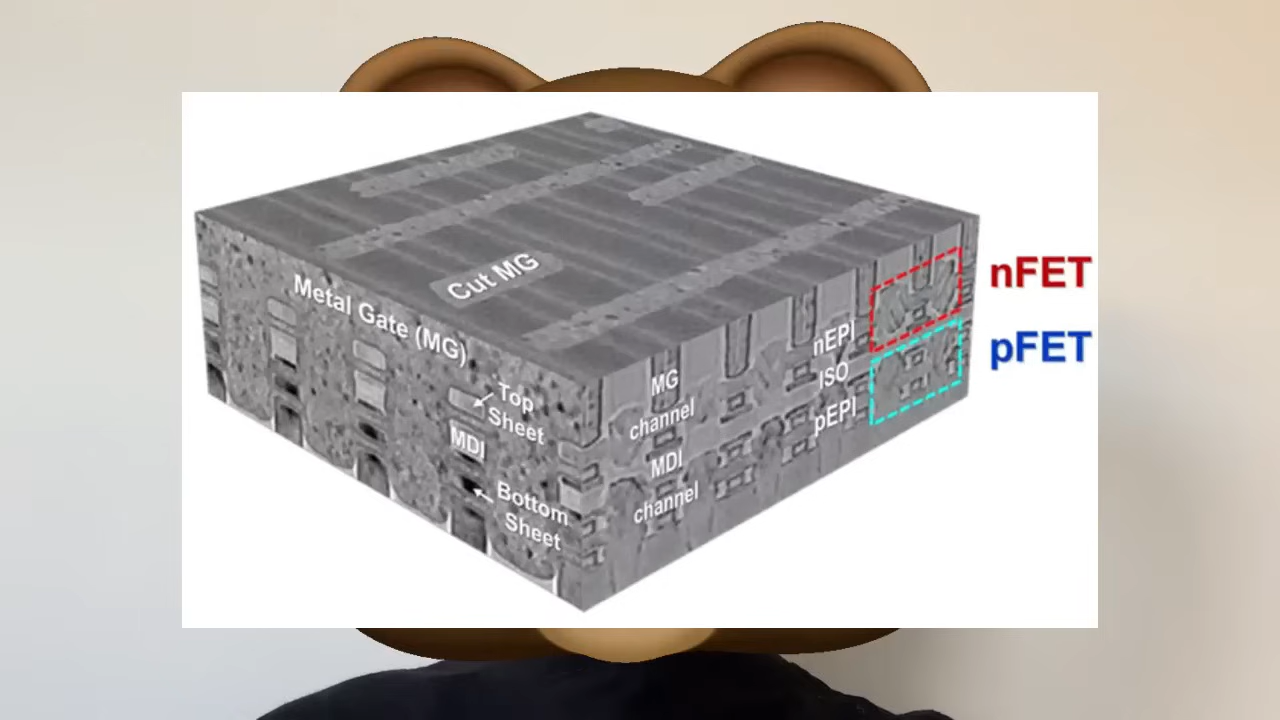 Cut MG
Metal Gate (MG)
Top
Sheet
MDI
Bottom
Sheet
MG
channel
MDI
channel
nEPI
ISO
pEPI
nFET
pFET